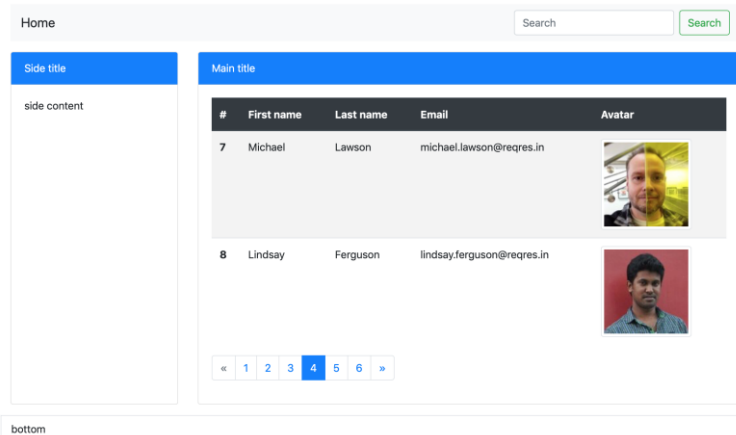 Home Search Search
Side title
side content
Main title
# First name Last name Email Avatar
7 Michael Lawson michael.lawson@reqres.in
8 Lindsay Ferguson lindsay.ferguson@reqres.in
« 1 2 3 4 5 6 »
bottom